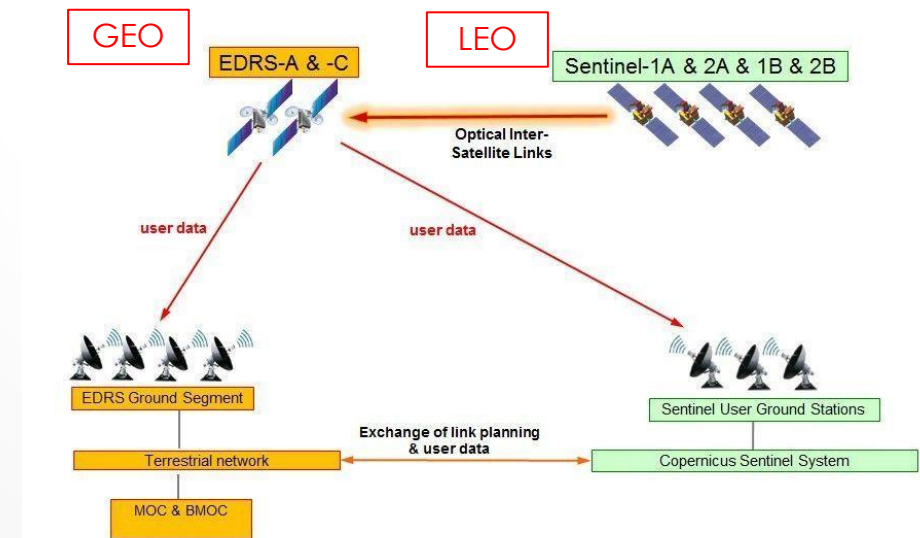 GEO
LEO
EDRS-A & -C
Sentinel-1A & 2A & 1B & 2B
Optical Inter-
Satellite Links
user data
user data
EDRS Ground Segment
Sentinel User Ground Stations
Exchange of link planning
& user data
Terrestrial network
Copernicus Sentinel System
MOC & BMOC